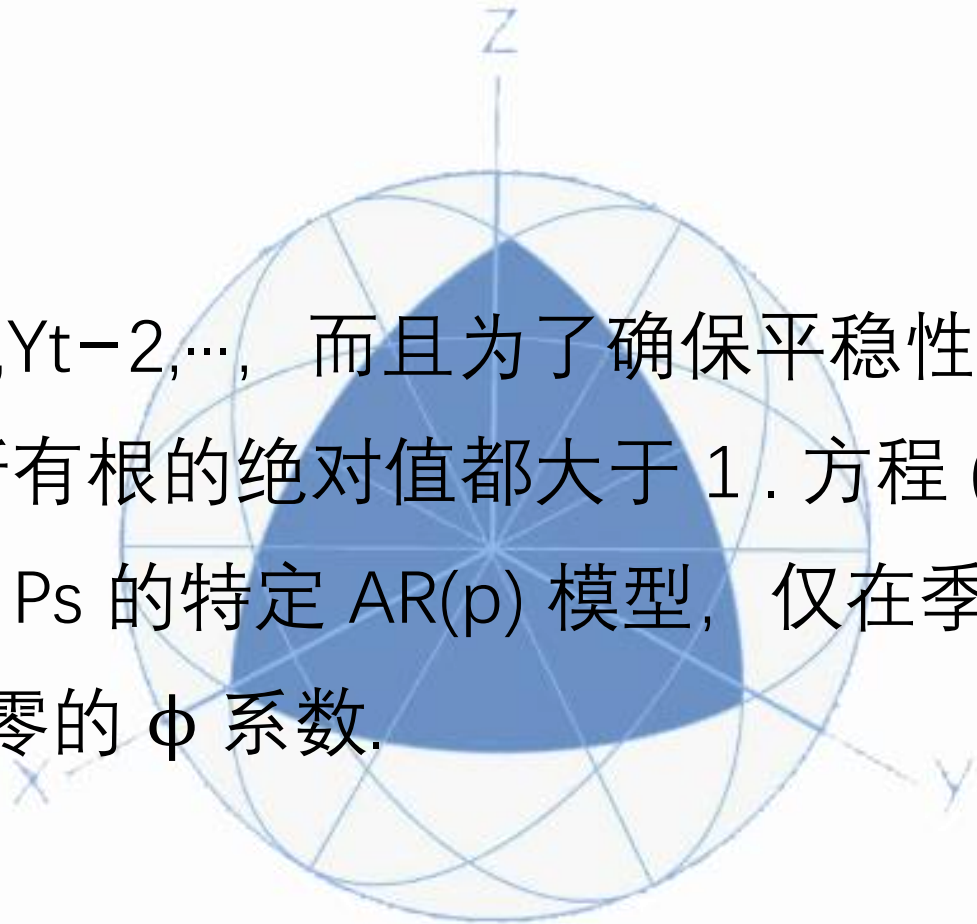 Z
,Yt−2,⋯, 而且为了确保平稳性
有根的绝对值都大于 1 . 方程 (
Ps 的特定 AR(p) 模型, 仅在季
零的 ϕ 系数.
X Y